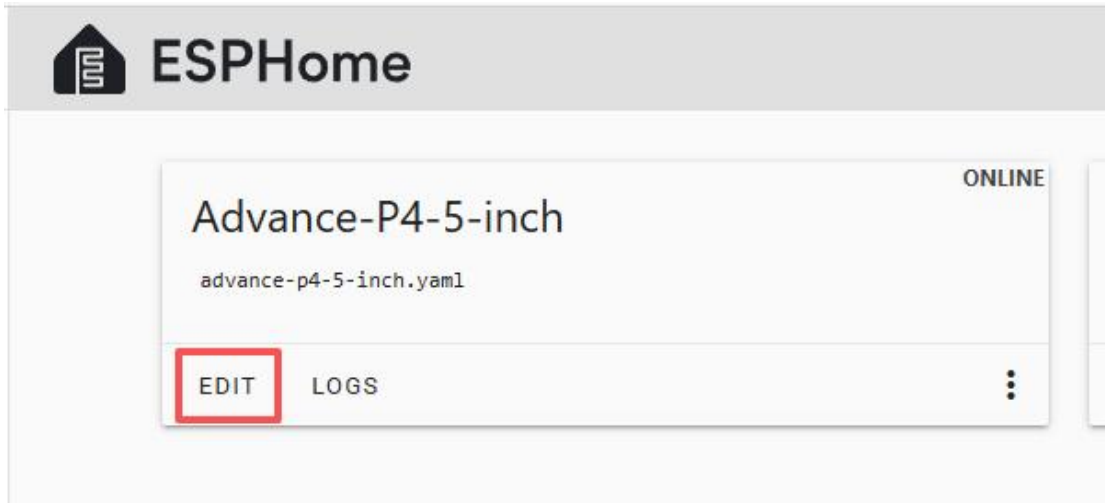 ESPHome
ONLINE
Advance-P4-5-inch
advance-p4-5-inch.yaml
EDIT LOGS